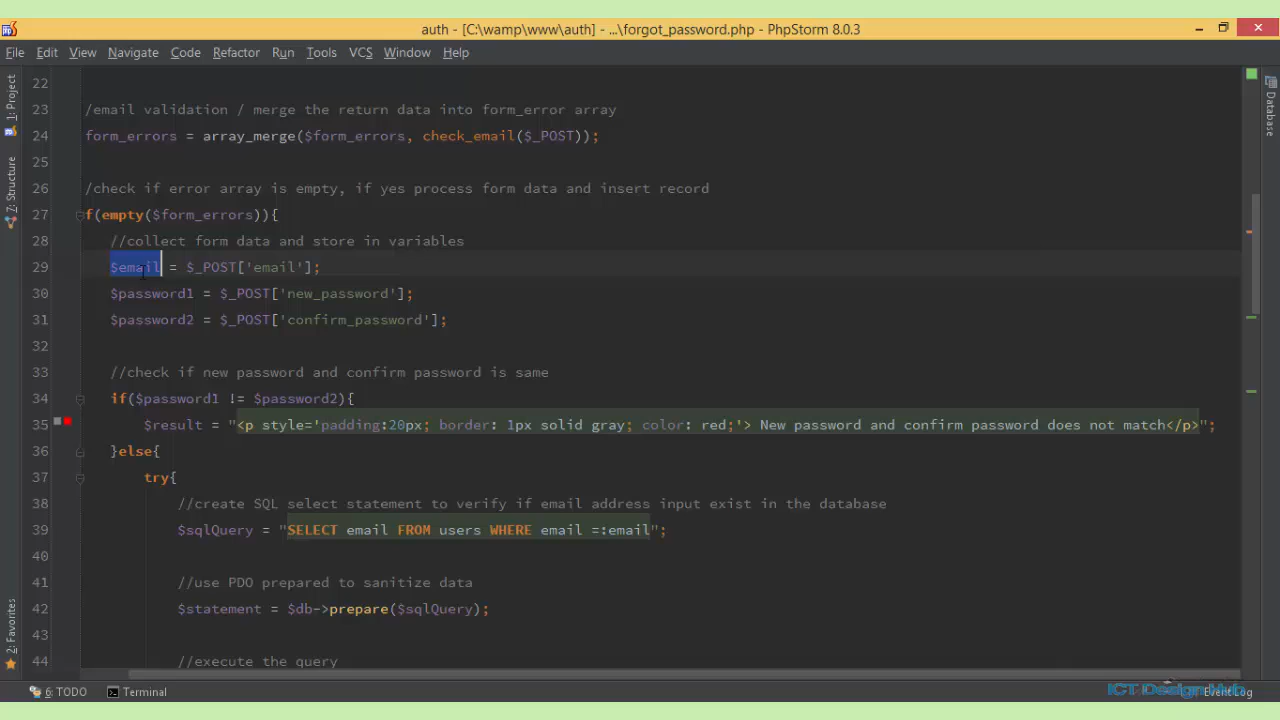 auth - [C:\wamp\www\auth] - ...\forgot_password.php - PhpStorm 8.0.3
File Edit View Navigate Code Refactor Run Tools VCS Window Help
1: Project
7: Structure
2: Favorites
Database
22
23 /email validation / merge the return data into form_error array
24 form_errors = array_merge($form_errors, check_email($_POST));
25
26 /check if error array is empty, if yes process form data and insert record
27 f(empty($form_errors)){
28 //collect form data and store in variables
29 $email = $_POST['email'];
30 $password1 = $_POST['new_password'];
31 $password2 = $_POST['confirm_password'];
32
33 //check if new password and confirm password is same
34 if($password1 != $password2){
35 $result = "<p style='padding:20px; border: 1px solid gray; color: red;'> New password and confirm password does not match</p>";
36 }else{
37 try{
38 //create SQL select statement to verify if email address input exist in the database
39 $sqlQuery = "SELECT email FROM users WHERE email =:email";
40
41 //use PDO prepared to sanitize data
42 $statement = $db->prepare($sqlQuery);
43
44 //execute the query
6: TODO Terminal Event Log
ICT Design Hub